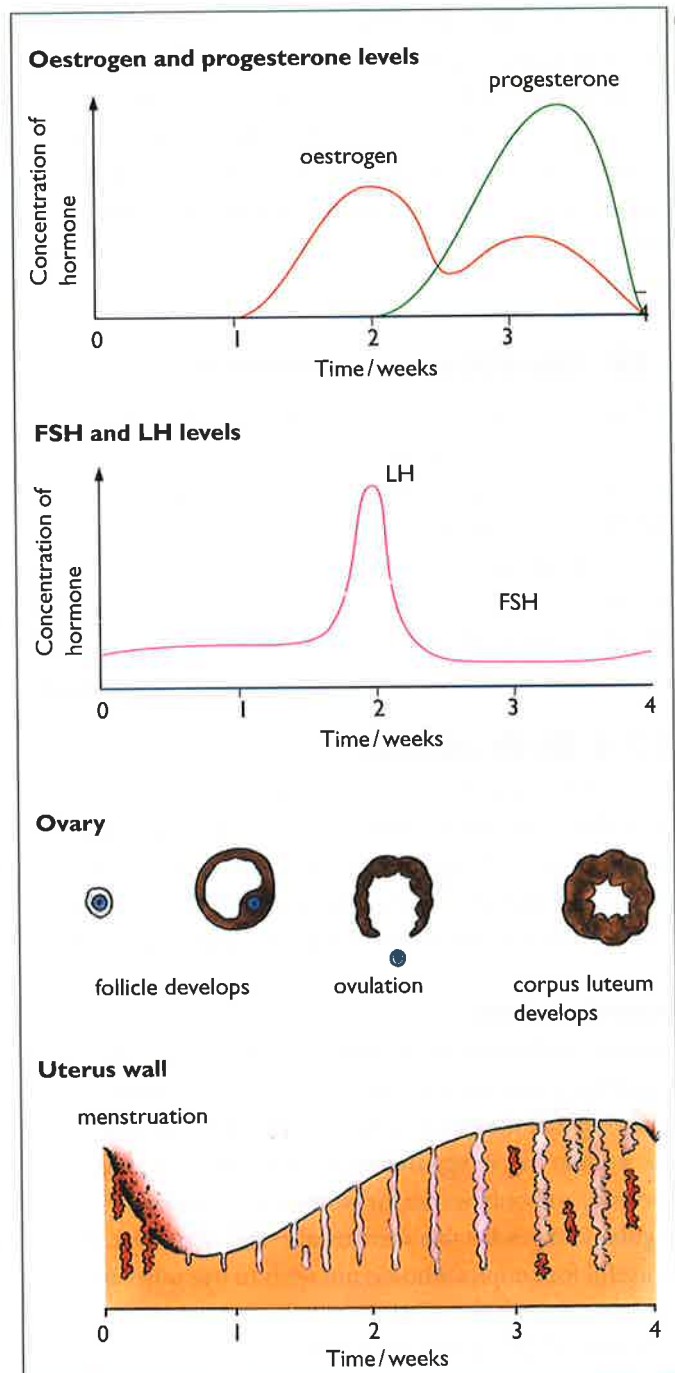 Oestrogen and progesterone levels
progesterone
oestrogen
Concentration of
hormone
0 1 2 3 4
Time/weeks
FSH and LH levels
LH
FSH
Concentration of
hormone
0 1 2 3 4
Time/weeks
Ovary
follicle develops ovulation corpus luteum
develops
Uterus wall
menstruation
0 1 2 3 4
Time/weeks